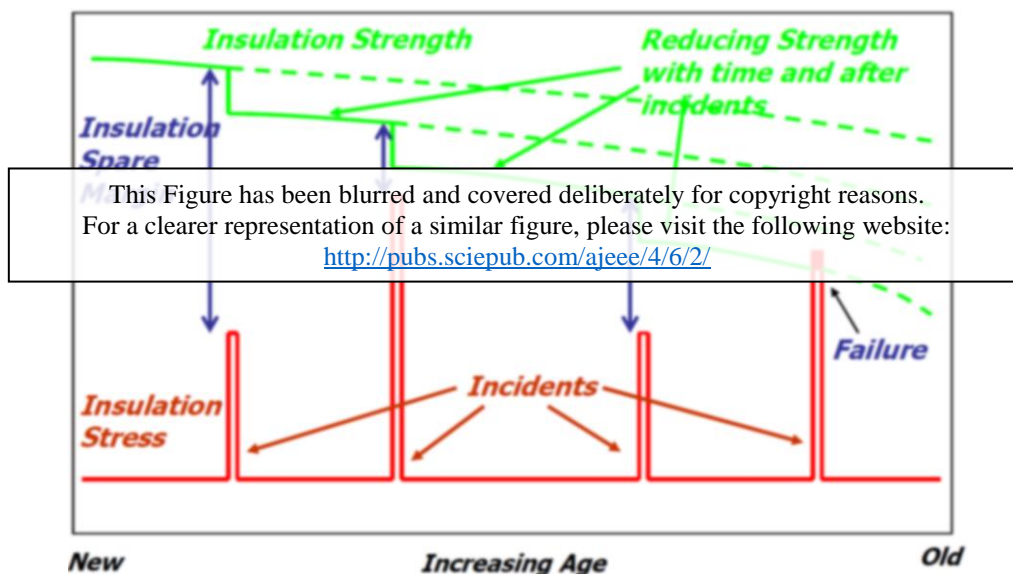 Insulation Strength
Reducing Strength
with time and after
incidents
Insulation
Spare
Margin
This Figure has been blurred and covered deliberately for copyright reasons.
For a clearer representation of a similar figure, please visit the following website:
http://pubs.sciepub.com/ajeee/4/6/2/
Failure
Incidents
Insulation
Stress
New
Increasing Age
Old